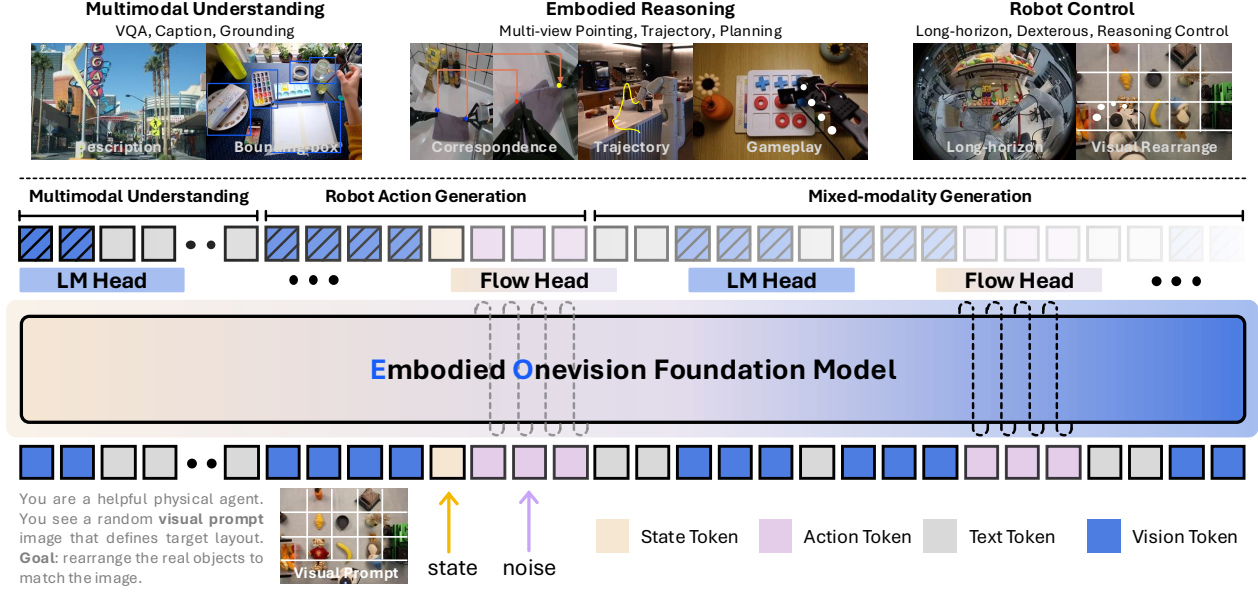 Multimodal Understanding
VQA, Caption, Grounding
Embodied Reasoning
Multi-view Pointing, Trajectory, Planning
Robot Control
Long-horizon, Dexterous, Reasoning Control
Description
Bounding-box
Correspondence
Trajectory
Gameplay
Long-horizon
Visual Rearrange
Multimodal Understanding
Robot Action Generation
Mixed-modality Generation
LM Head
Flow Head
LM Head
Flow Head
Embodied Onevision Foundation Model
You are a helpful physical agent.
You see a random visual prompt
image that defines target layout.
Goal: rearrange the real objects to
match the image.
Visual Prompt
state
noise
State Token
Action Token
Text Token
Vision Token